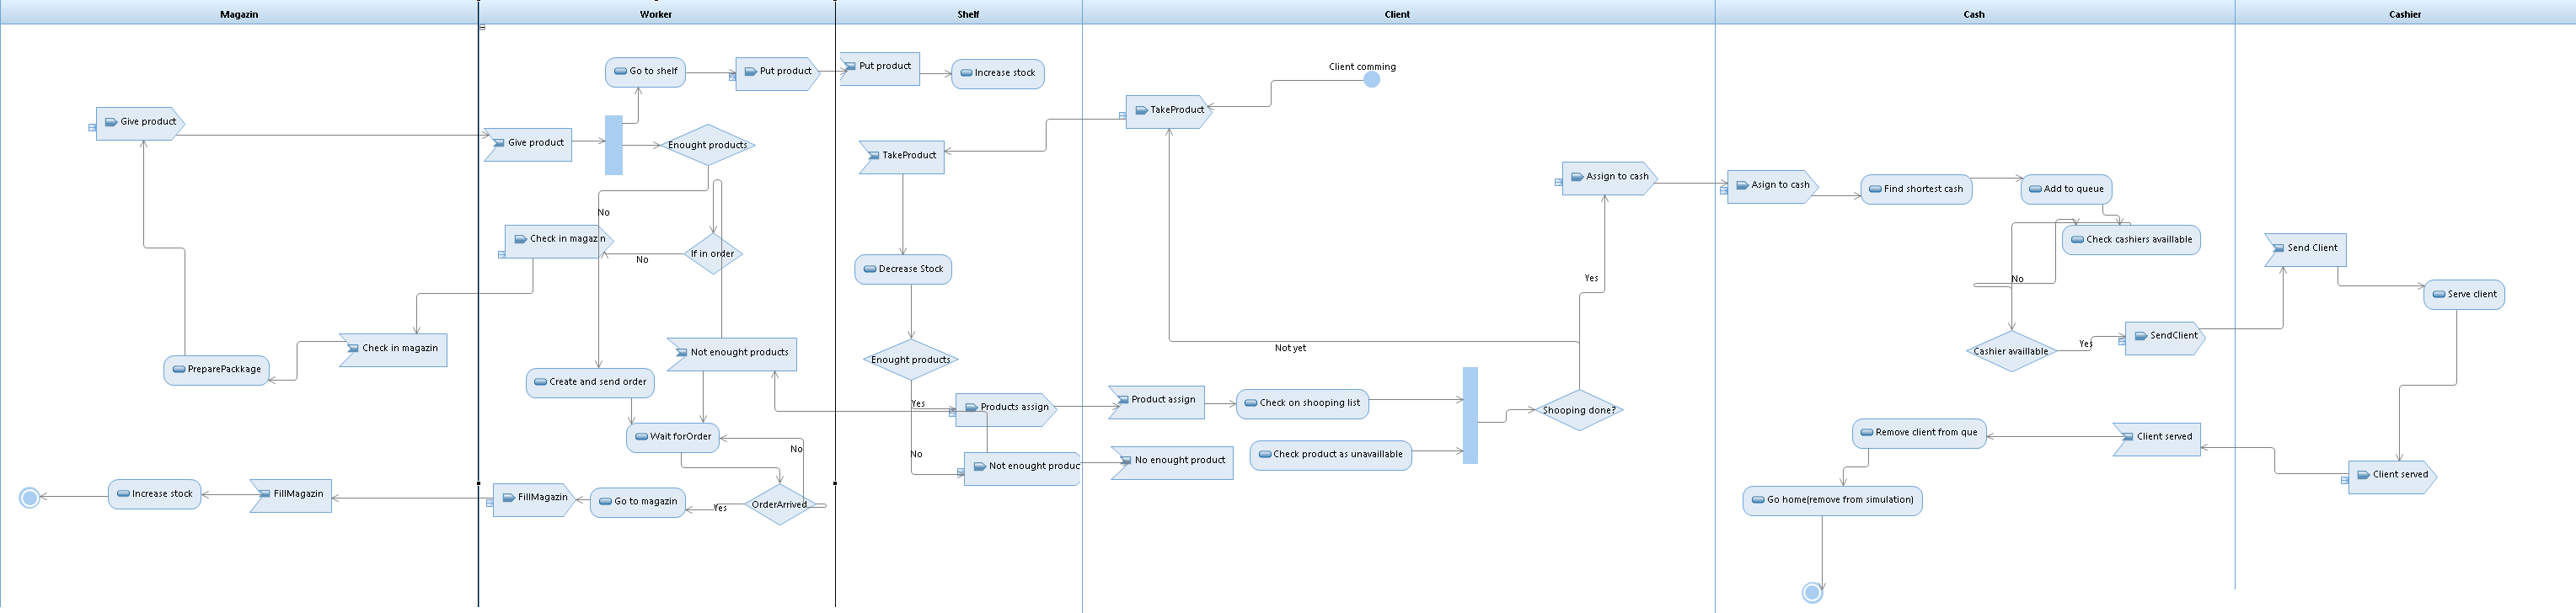 Magazin
Worker
Shelf
Client
Cash
Cashier
Give product
Check in magazin
PreparePackkage
Increase stock
FillMagazin
Go to shelf
Put product
Give product
Enought products
No
Check in magazin
No
If in order
Not enought products
Create and send order
Wait forOrder
No
FillMagazin
Go to magazin
Yes
OrderArrived
Put product
Increase stock
TakeProduct
Decrease Stock
Enought products
Yes
Products assign
No
Not enought produc
Client comming
TakeProduct
Assign to cash
Yes
Not yet
Product assign
Check on shooping list
Shooping done?
No enought product
Check product as unavaillable
Asign to cash
Find shortest cash
Add to queue
Check cashiers availlable
No
Cashier availlable
Yes
SendClient
Remove client from que
Client served
Go home(remove from simulation)
Send Client
Serve client
Client served